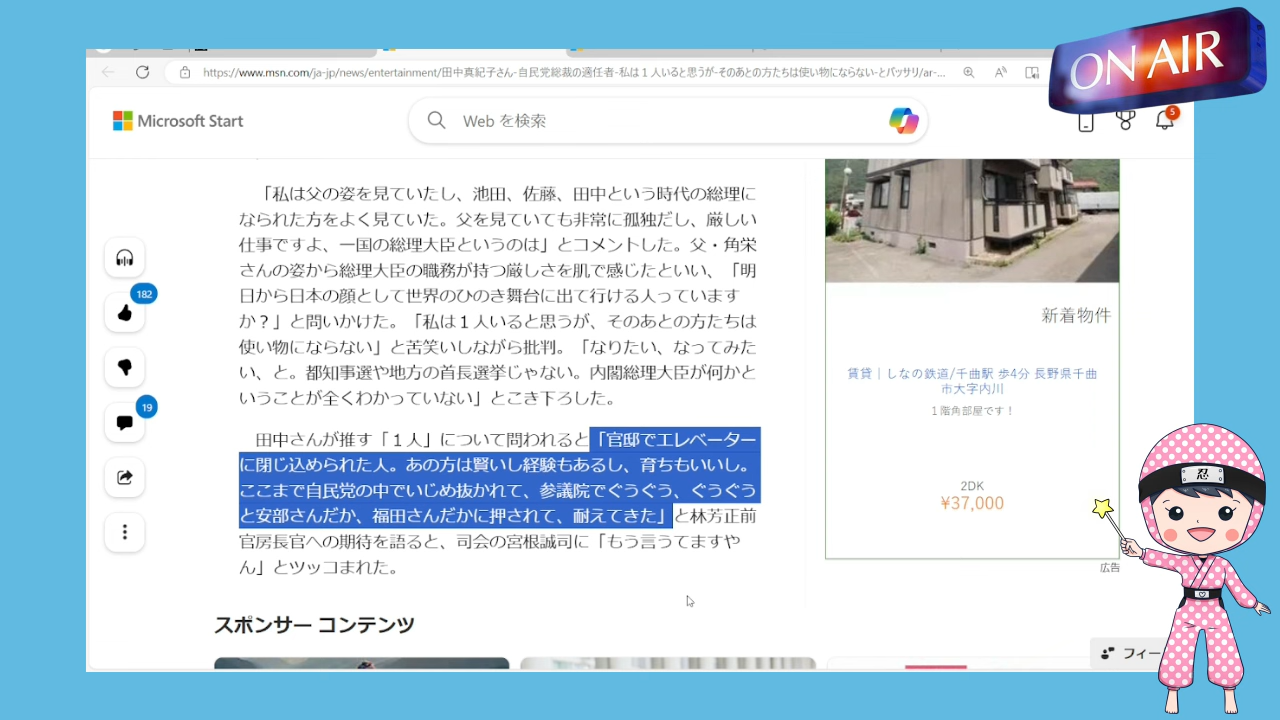 https://www.msn.com/ja-jp/news/entertainment/田中真紀子さん-自民党総裁の適任者-私は１人いると思うが-そのあとの方たちは使い物にならない-とバッサリ/ar-...
ON AIR
Microsoft Start
Web を検索
5
「私は父の姿を見ていたし、池田、佐藤、田中という時代の総理に
なられた方をよく見ていた。父を見ていても非常に孤独だし、厳しい
仕事ですよ、一国の総理大臣というのは」とコメントした。父・角栄
さんの姿から総理大臣の職務が持つ厳しさを肌で感じたといい、「明
日から日本の顔として世界のひのき舞台に出て行ける人っています
か？」と問いかけた。「私は１人いると思うが、そのあとの方たちは
使い物にならない」と苦笑いしながら批判。「なりたい、なってみた
い、と。都知事選や地方の首長選挙じゃない。内閣総理大臣が何かと
いうことが全くわかっていない」とこき下ろした。
田中さんが推す「１人」について問われると「官邸でエレベーター
に閉じ込められた人。あの方は賢いし経験もあるし、育ちもいいし。
ここまで自民党の中でいじめ抜かれて、参議院でぐうぐう、ぐうぐう
と安部さんだか、福田さんだかに押されて、耐えてきた」と林芳正前
官房長官への期待を語ると、司会の宮根誠司に「もう言うてますや
ん」とツッコまれた。
182
19
スポンサー コンテンツ
新着物件
賃貸｜しなの鉄道/千曲駅 歩4分 長野県千曲
市大字内川
１階角部屋です！
2DK
¥37,000
広告
フィー
忍